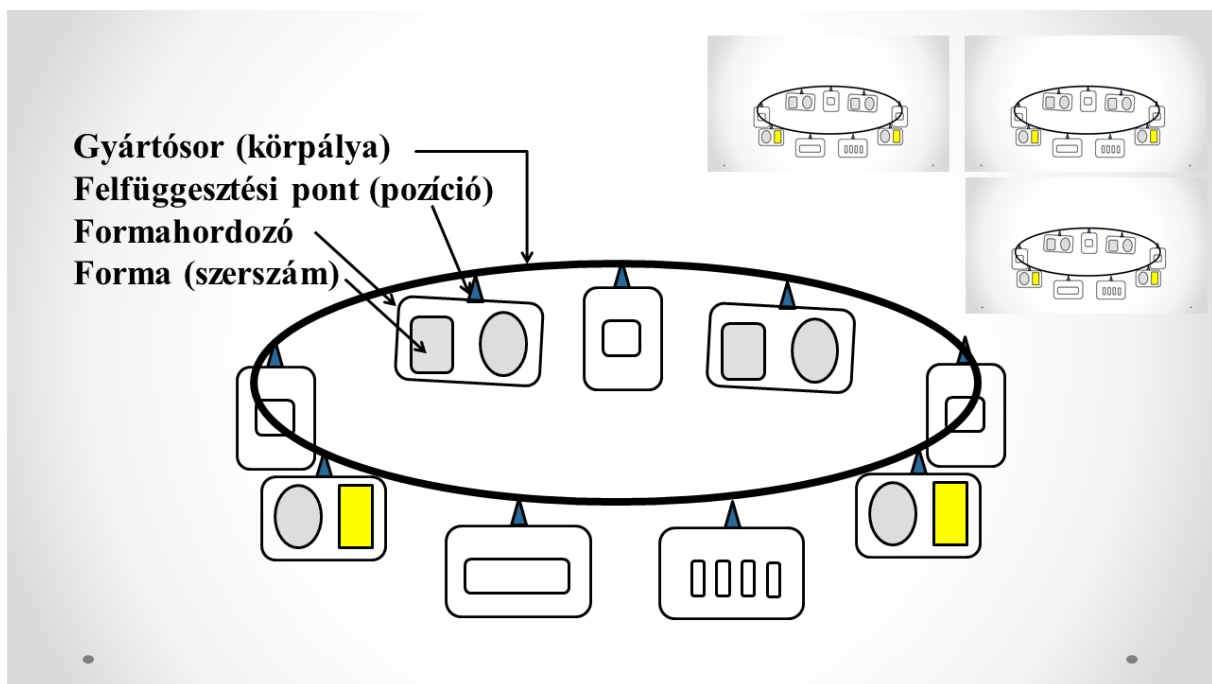 Gyártósor (körpálya)
Felfüggesztési pont (pozíció)
Formahordozó
Forma (szerszám)